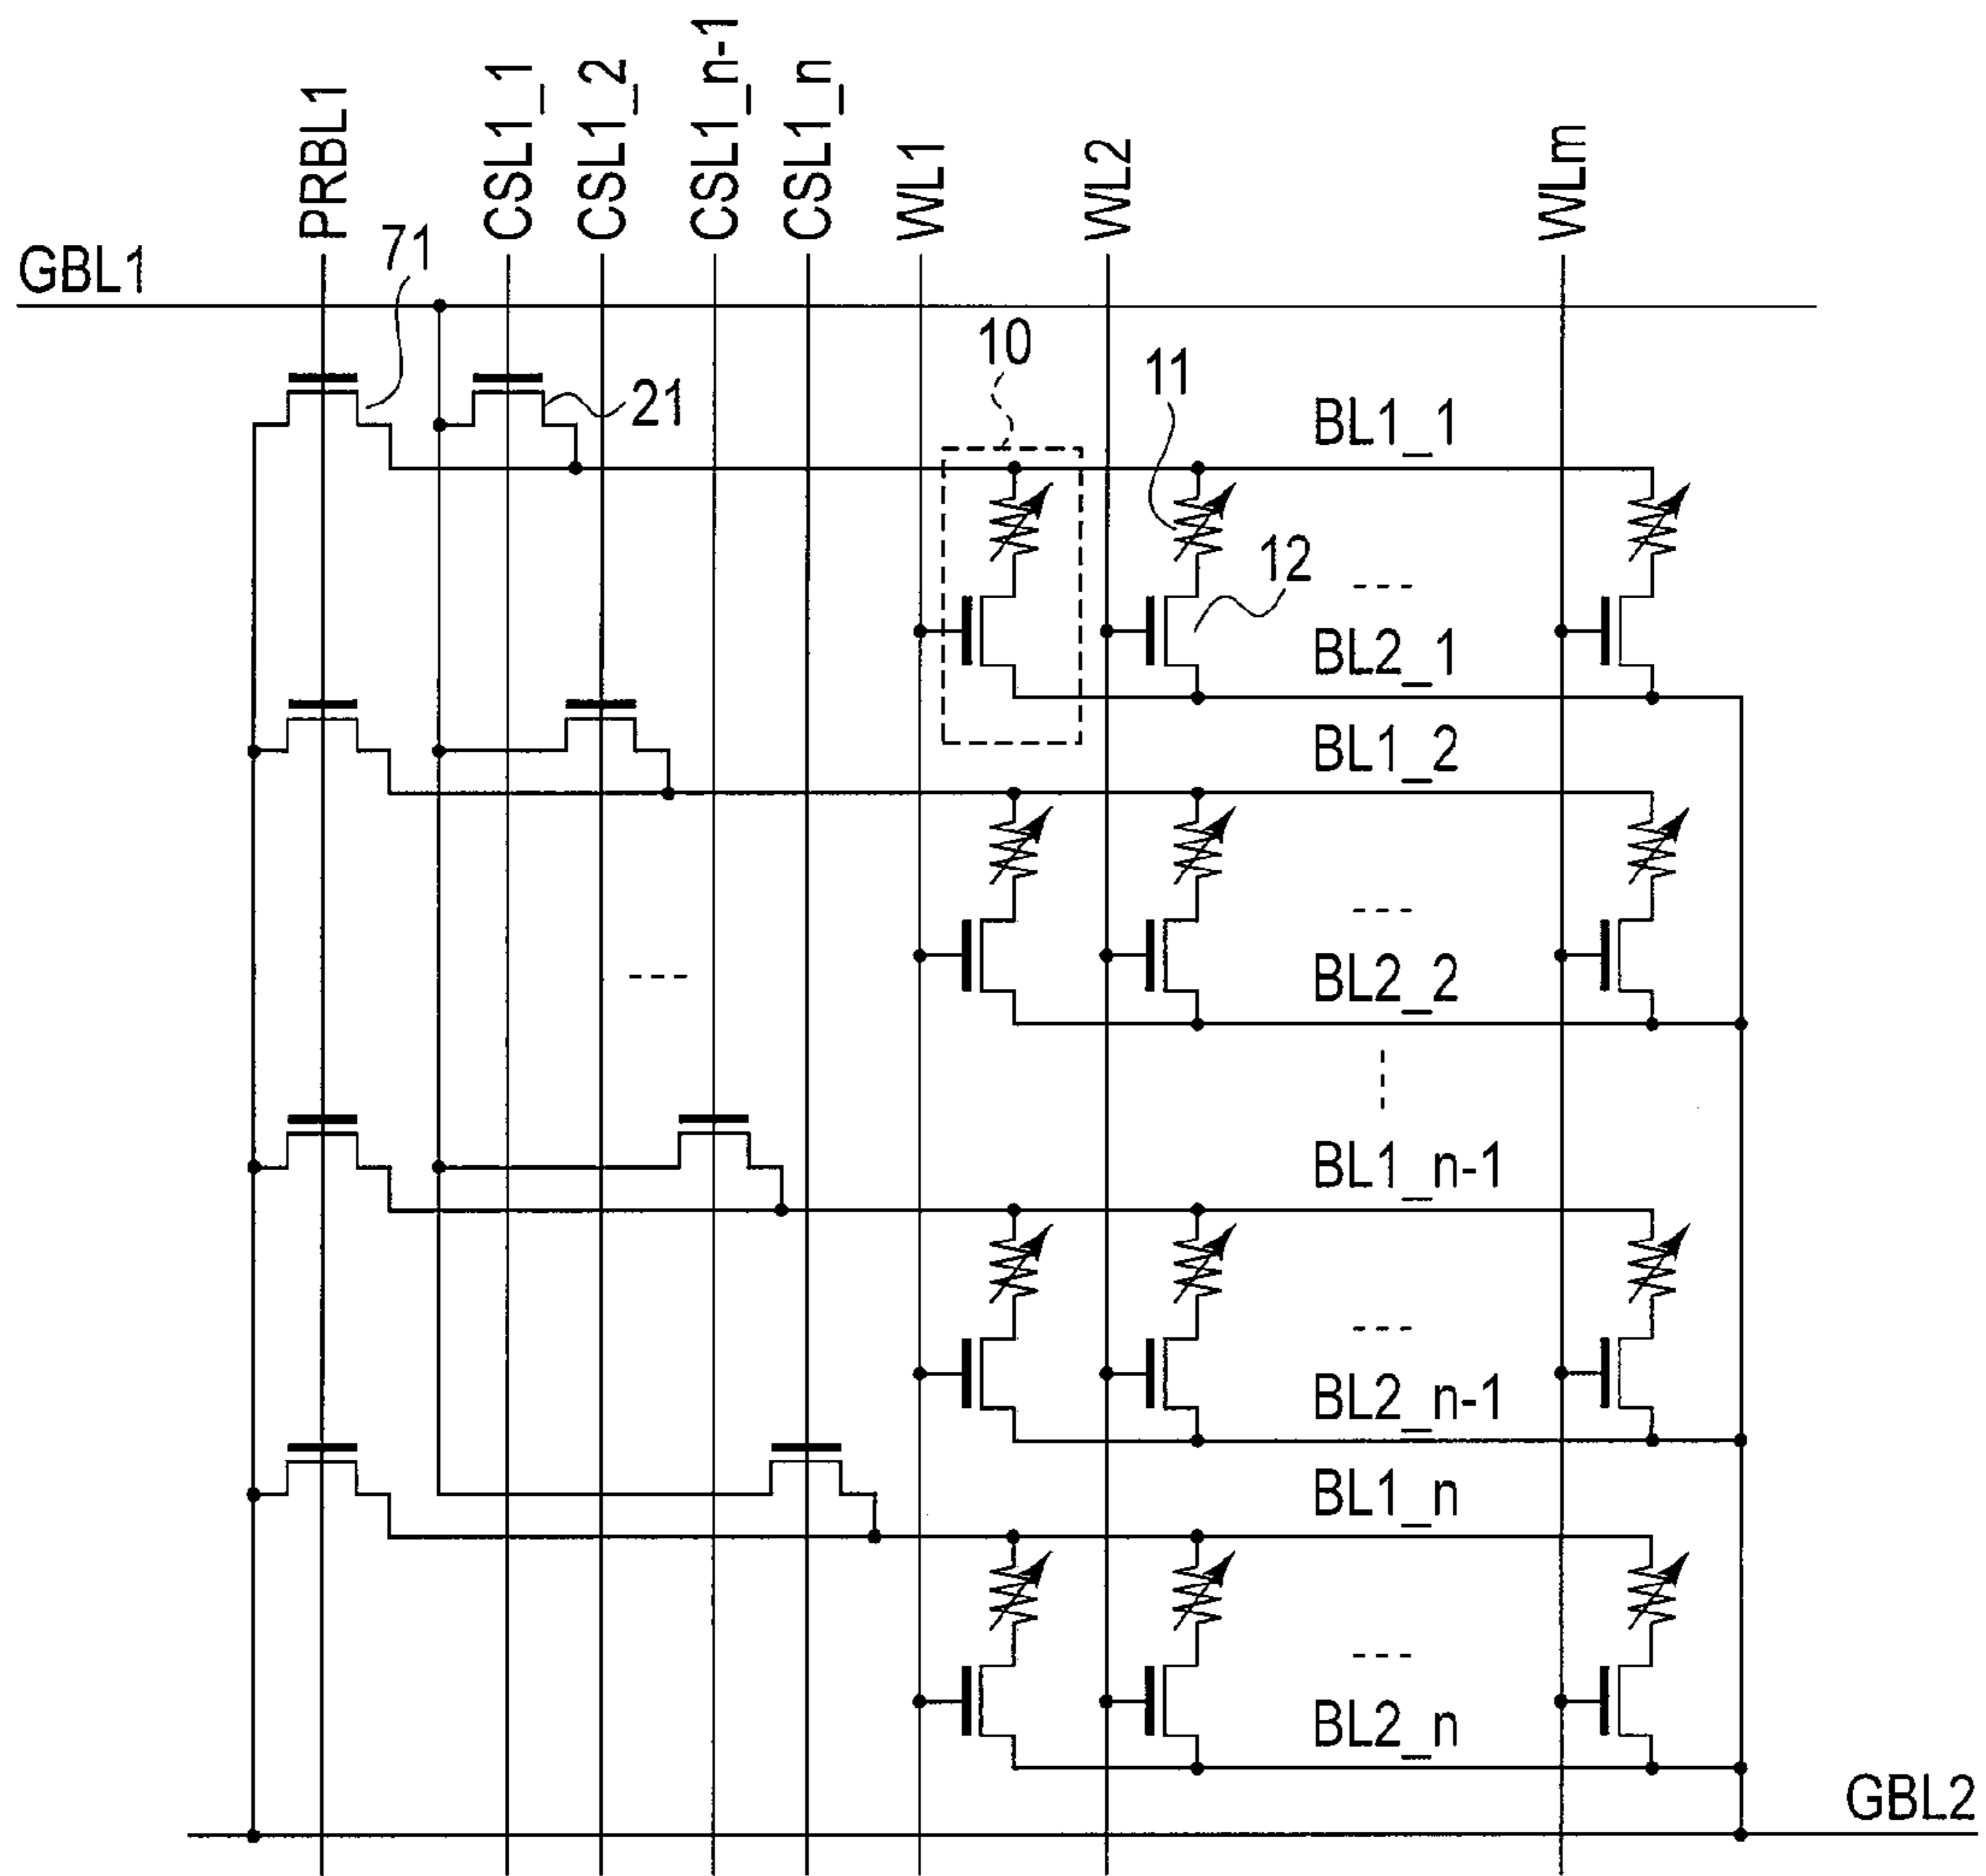 PRBL1
CSL1_1
CSL1_2
CSL1_n-1
CSL1_n
WL1
WL2
WLm
GBL1
71
10
11
21
BL1_1
12
BL2_1
BL1_2
BL2_2
BL1_n-1
BL2_n-1
BL1_n
BL2_n
GBL2